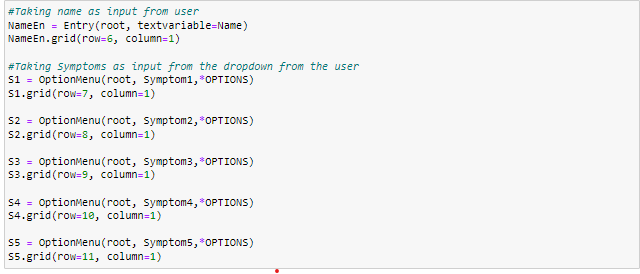 #Taking name as input from user
NameEn = Entry(root, textvariable=Name)
NameEn.grid(row=6, column=1)
#Taking Symptoms as input from the dropdown from the user
S1 = OptionMenu(root, Symptom1,*OPTIONS)
S1.grid(row=7, column=1)
S2 = OptionMenu(root, Symptom2,*OPTIONS)
S2.grid(row=8, column=1)
S3 = OptionMenu(root, Symptom3,*OPTIONS)
S3.grid(row=9, column=1)
S4 = OptionMenu(root, Symptom4,*OPTIONS)
S4.grid(row=10, column=1)
S5 = OptionMenu(root, Symptom5,*OPTIONS)
S5.grid(row=11, column=1)